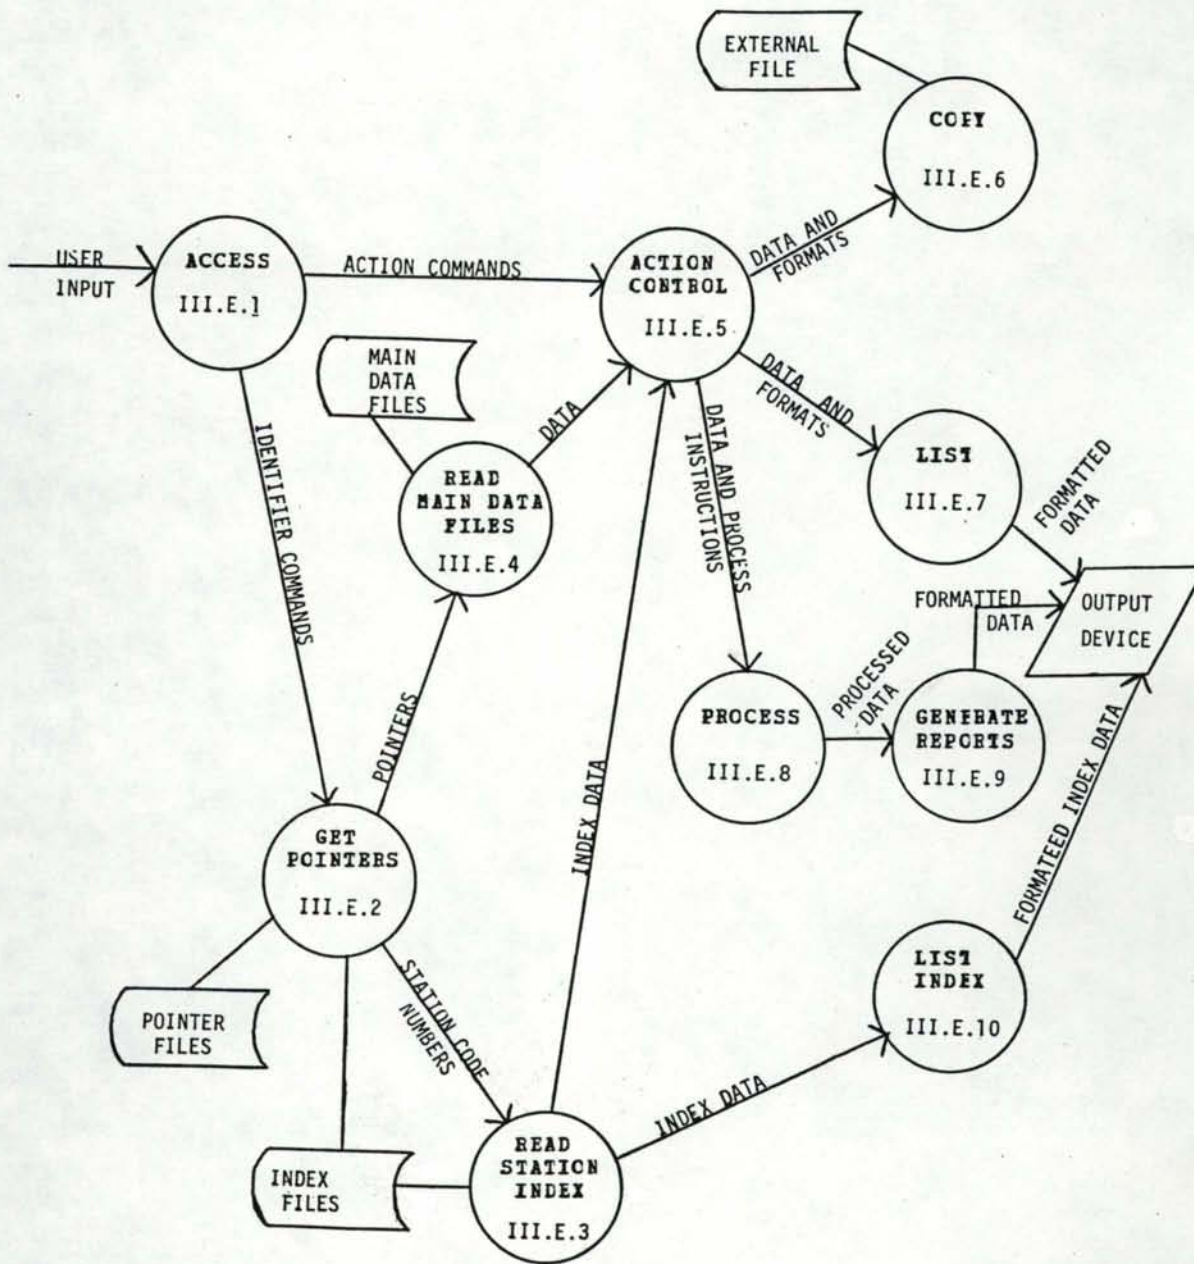 EXTERNAL
FILE
COPY
III.E.6
USER
INPUT
ACCESS
III.E.1
ACTION COMMANDS
ACTION
CONTROL
III.E.5
DATA AND
FORMATS
MAIN
DATA
FILES
DATA
READ
MAIN DATA
FILES
III.E.4
IDENTIFIER COMMANDS
DATA AND
FORMATS
LIST
III.E.7
FORMATTED
DATA
DATA AND PROCESS
INSTRUCTIONS
FORMATTED
DATA
OUTPUT
DEVICE
PROCESS
III.E.8
PROCESSED
DATA
GENERATE
REPORTS
III.E.9
POINTERS
INDEX DATA
FORMATEED INDEX DATA
GET
POINTERS
III.E.2
STATION CODE
NUMBERS
POINTER
FILES
LIST
INDEX
III.E.10
INDEX DATA
INDEX
FILES
READ
STATION
INDEX
III.E.3